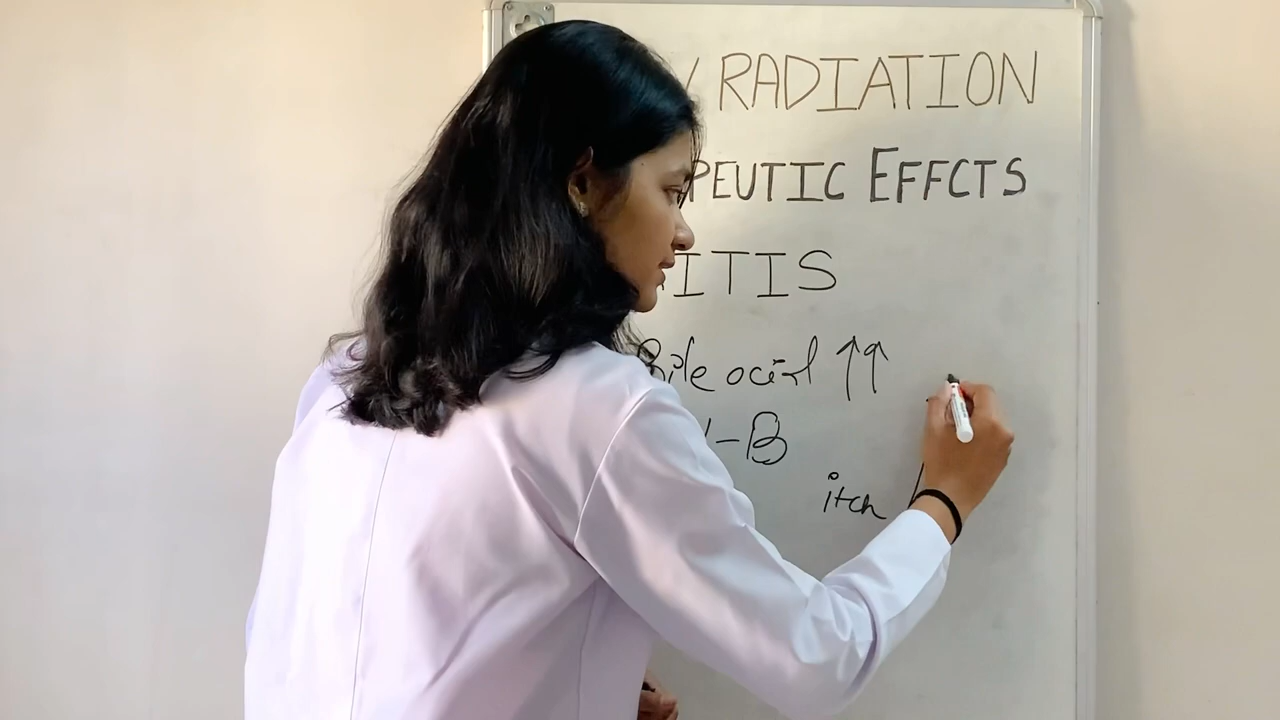 RADIATION
PEUTIC EFFCTS
ITIS
Bile acid ↑↑
-B
itch